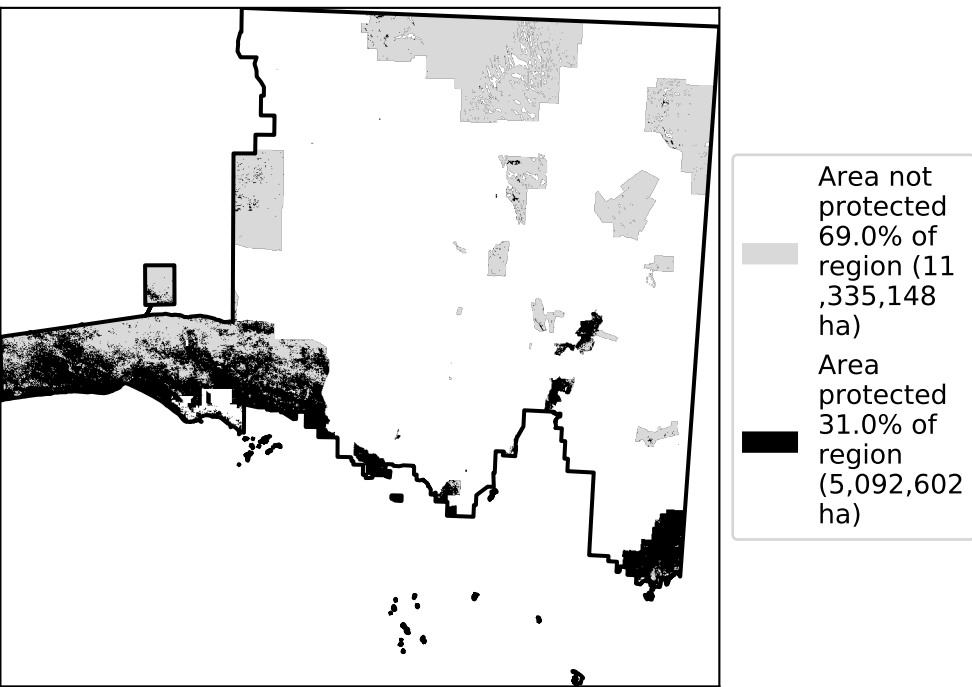 Area not
protected
69.0% of
region (11
,335,148
ha)
Area
protected
31.0% of
region
(5,092,602
ha)